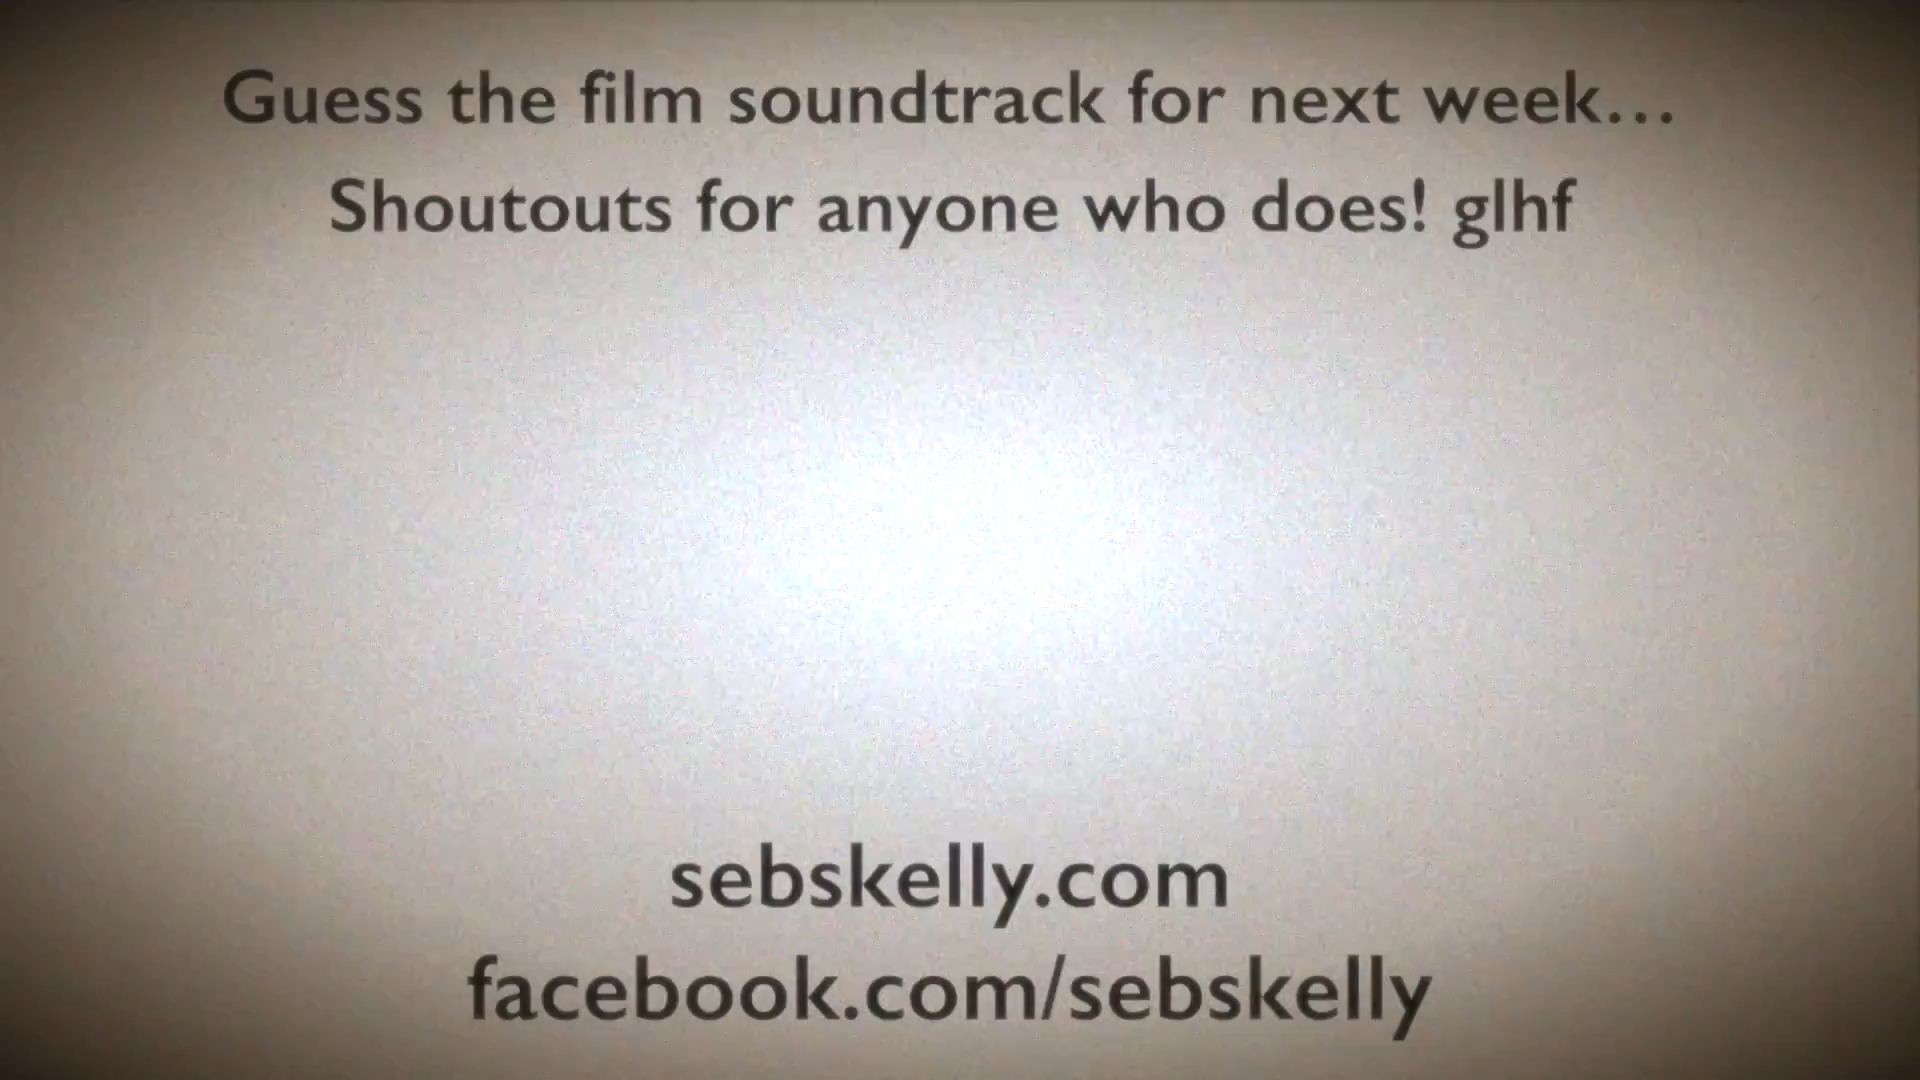 Guess the film soundtrack for next week...
Shoutouts for anyone who does! glhf
sebskelly.com
facebook.com/sebskelly